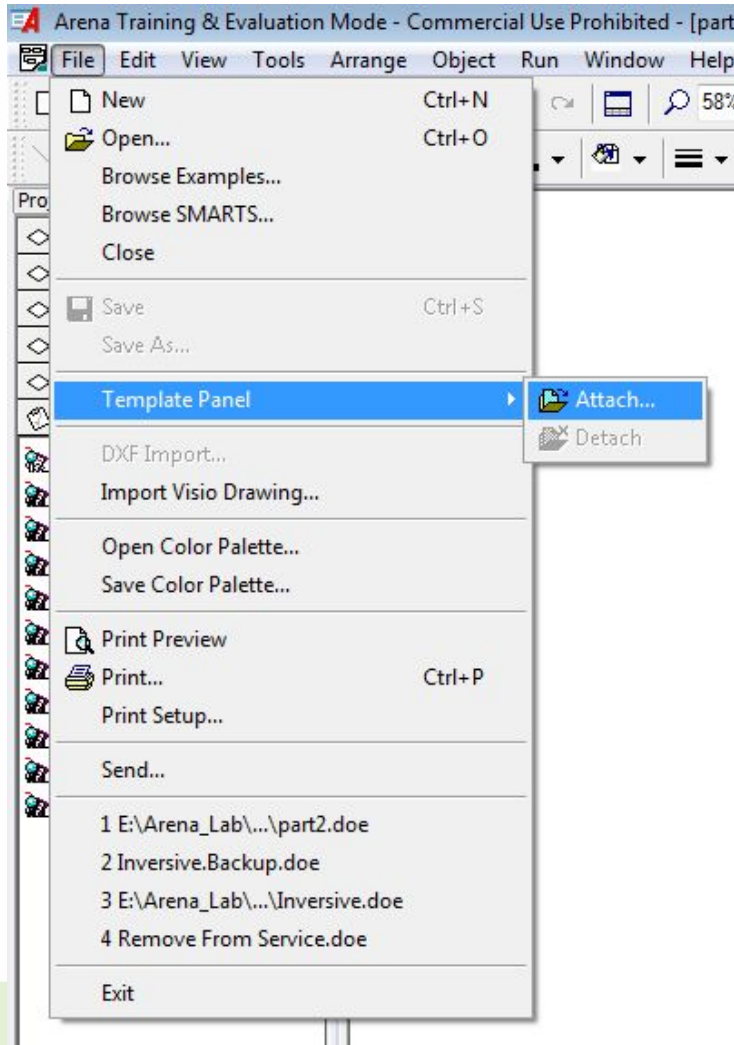 Arena Training & Evaluation Mode - Commercial Use Prohibited - [part
File Edit View Tools Arrange Object Run Window Help
New Ctrl+N
58%
Open... Ctrl+O
Browse Examples...
Browse SMARTS...
Pro
Close
Save Ctrl+S
Save As...
Template Panel
Attach...
Detach
DXF Import...
Import Visio Drawing...
Open Color Palette...
Save Color Palette...
Print Preview
Print... Ctrl+P
Print Setup...
Send...
1 E:\Arena_Lab\...\part2.doe
2 Inversive.Backup.doe
3 E:\Arena_Lab\...\Inversive.doe
4 Remove From Service.doe
Exit